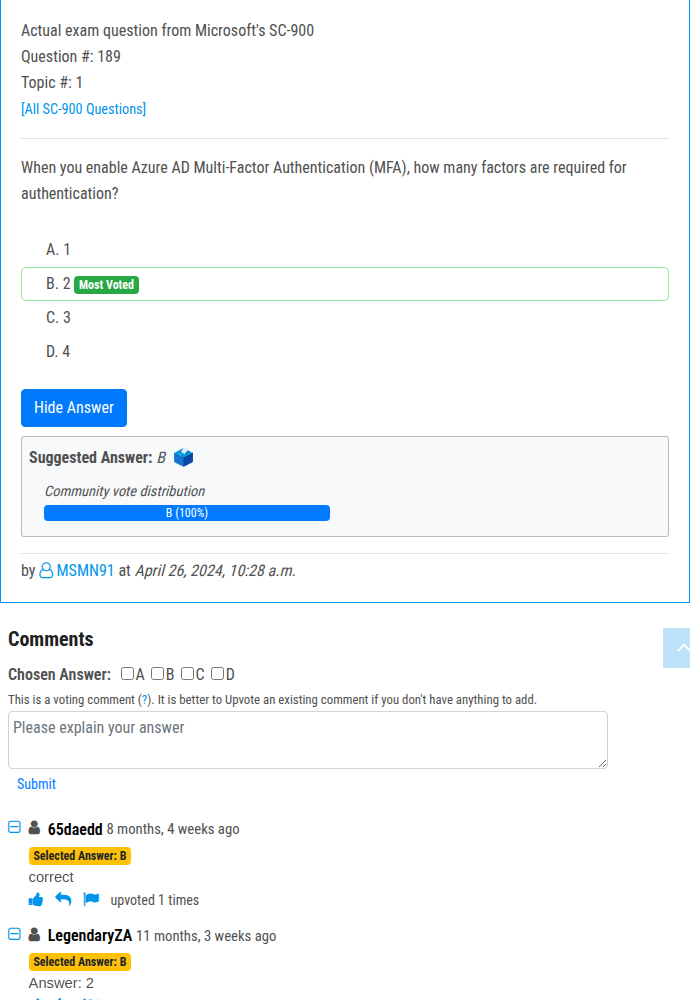 Actual exam question from Microsoft's SC-900
Question #: 189
Topic #: 1
[All SC-900 Questions]
When you enable Azure AD Multi-Factor Authentication (MFA), how many factors are required for
authentication?
A. 1
B. 2 Most Voted
C. 3
D. 4
Hide Answer
Suggested Answer: B
Community vote distribution
B (100%)
by MSMN91 at April 26, 2024, 10:28 a.m.
Comments
Chosen Answer: A B C D
This is a voting comment (?). It is better to Upvote an existing comment if you don't have anything to add.
Please explain your answer
Submit
65daedd 8 months, 4 weeks ago
Selected Answer: B
correct
upvoted 1 times
LegendaryZA 11 months, 3 weeks ago
Selected Answer: B
Answer: 2